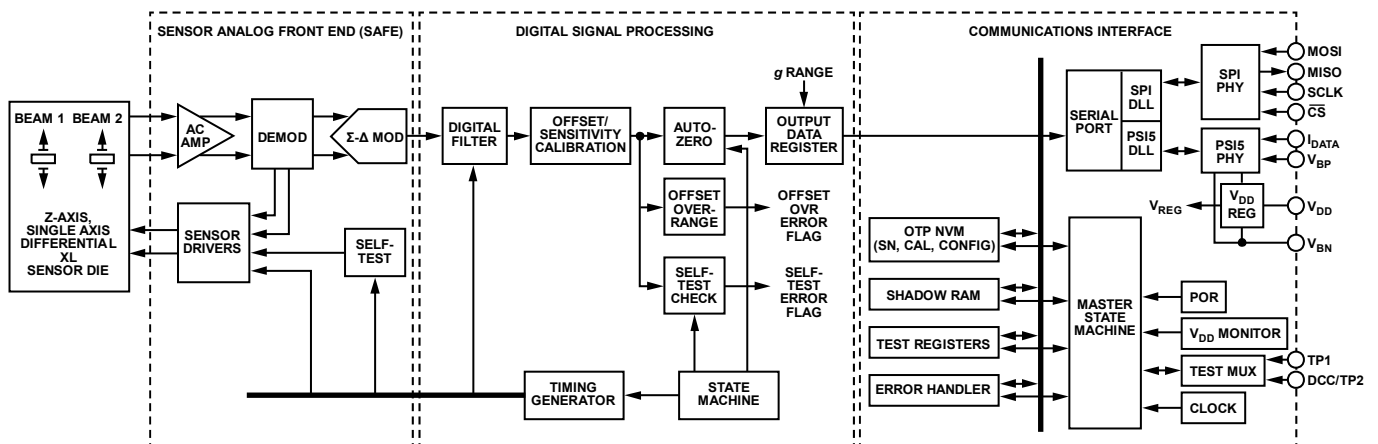 SENSOR ANALOG FRONT END (SAFE)
DIGITAL SIGNAL PROCESSING
COMMUNICATIONS INTERFACE
BEAM 1 BEAM 2
Z-AXIS,
SINGLE AXIS
DIFFERENTIAL
XL
SENSOR DIE
AC
AMP
DEMOD
Σ-Δ MOD
SENSOR
DRIVERS
SELF-
TEST
DIGITAL
FILTER
OFFSET/
SENSITIVITY
CALIBRATION
AUTO-
ZERO
g RANGE
OUTPUT
DATA
REGISTER
OFFSET
OVER-
RANGE
OFFSET
OVR
ERROR
FLAG
SELF-
TEST
CHECK
SELF-
TEST
ERROR
FLAG
TIMING
GENERATOR
STATE
MACHINE
SERIAL
PORT
SPI
DLL
PSI5
DLL
SPI
PHY
PSI5
PHY
MOSI
MISO
SCLK
CS
IDATA
VBP
VREG
VDD
REG
VDD
VBN
OTP NVM
(SN, CAL, CONFIG)
SHADOW RAM
TEST REGISTERS
ERROR HANDLER
MASTER
STATE
MACHINE
POR
VDD MONITOR
TEST MUX
CLOCK
TP1
DCC/TP2